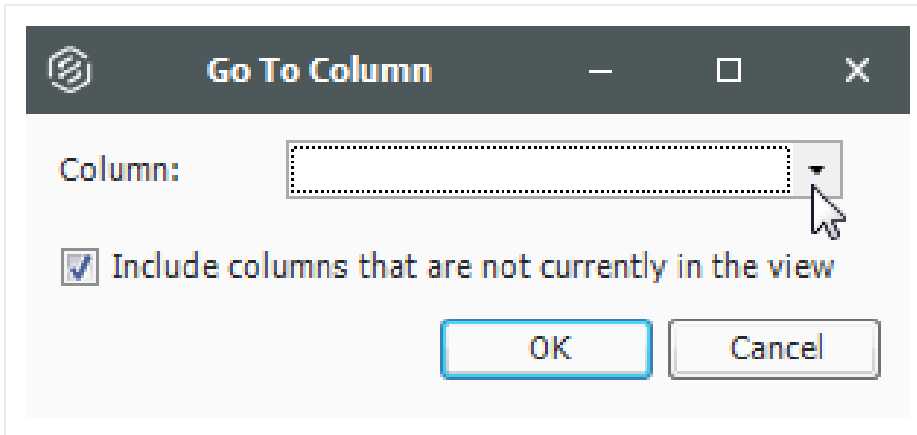 Go To Column
Column:
Include columns that are not currently in the view
OK Cancel